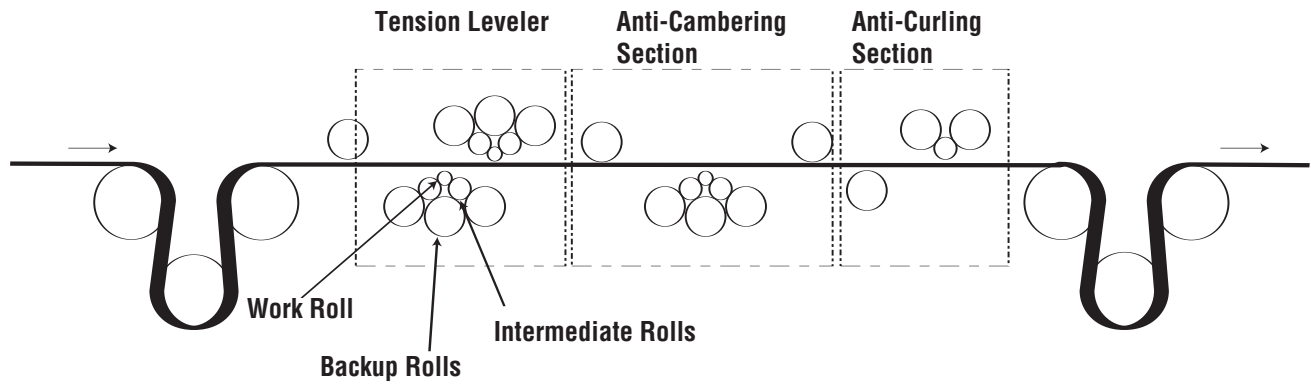 Tension Leveler
Anti-Cambering
Section
Anti-Curling
Section
Work Roll
Intermediate Rolls
Backup Rolls